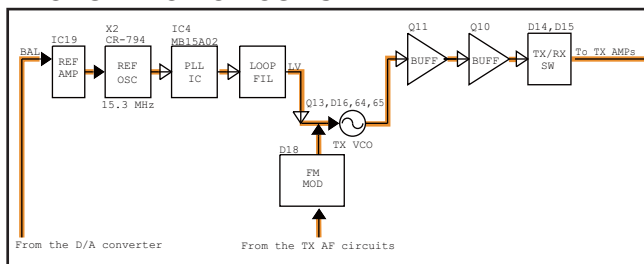 IC19
X2
CR-794
IC4
MB15A02
Q11
Q10
D14,D15
BAL
REF
AMP
REF
OSC
PLL
IC
LOOP
FIL
LV
BUFF
BUFF
TX/RX
SW
To TX AMPs
15.3 MHz
Q13,D16,64,65
TX VCO
D18
FM
MOD
From the D/A converter
From the TX AF circuits